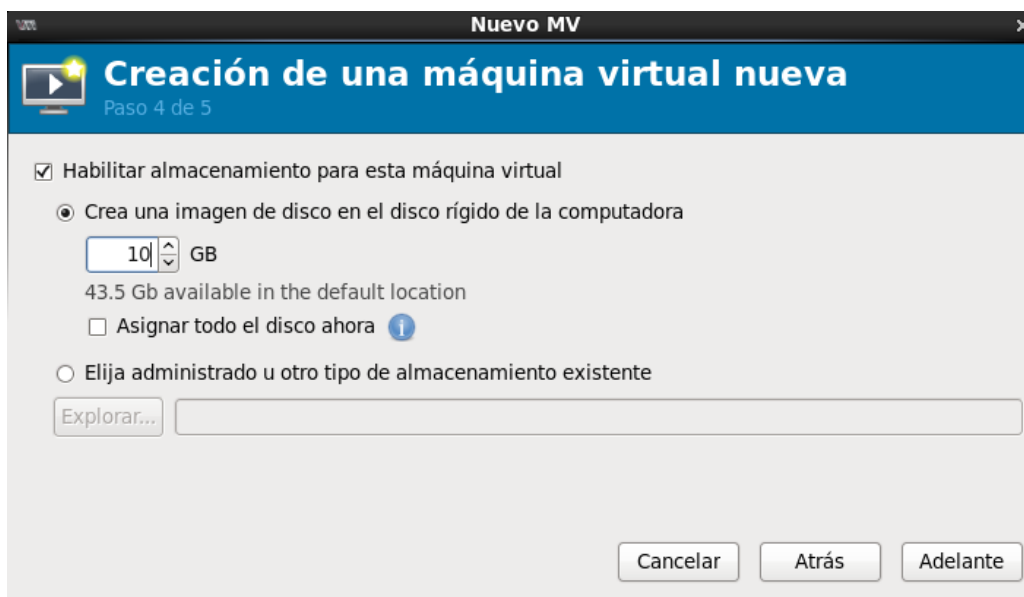 Nuevo MV
Creación de una máquina virtual nueva
Paso 4 de 5
Habilitar almacenamiento para esta máquina virtual
Crea una imagen de disco en el disco rígido de la computadora
10 GB
43.5 Gb available in the default location
Asignar todo el disco ahora
Elija administrado u otro tipo de almacenamiento existente
Explorar...
Cancelar Atrás Adelante